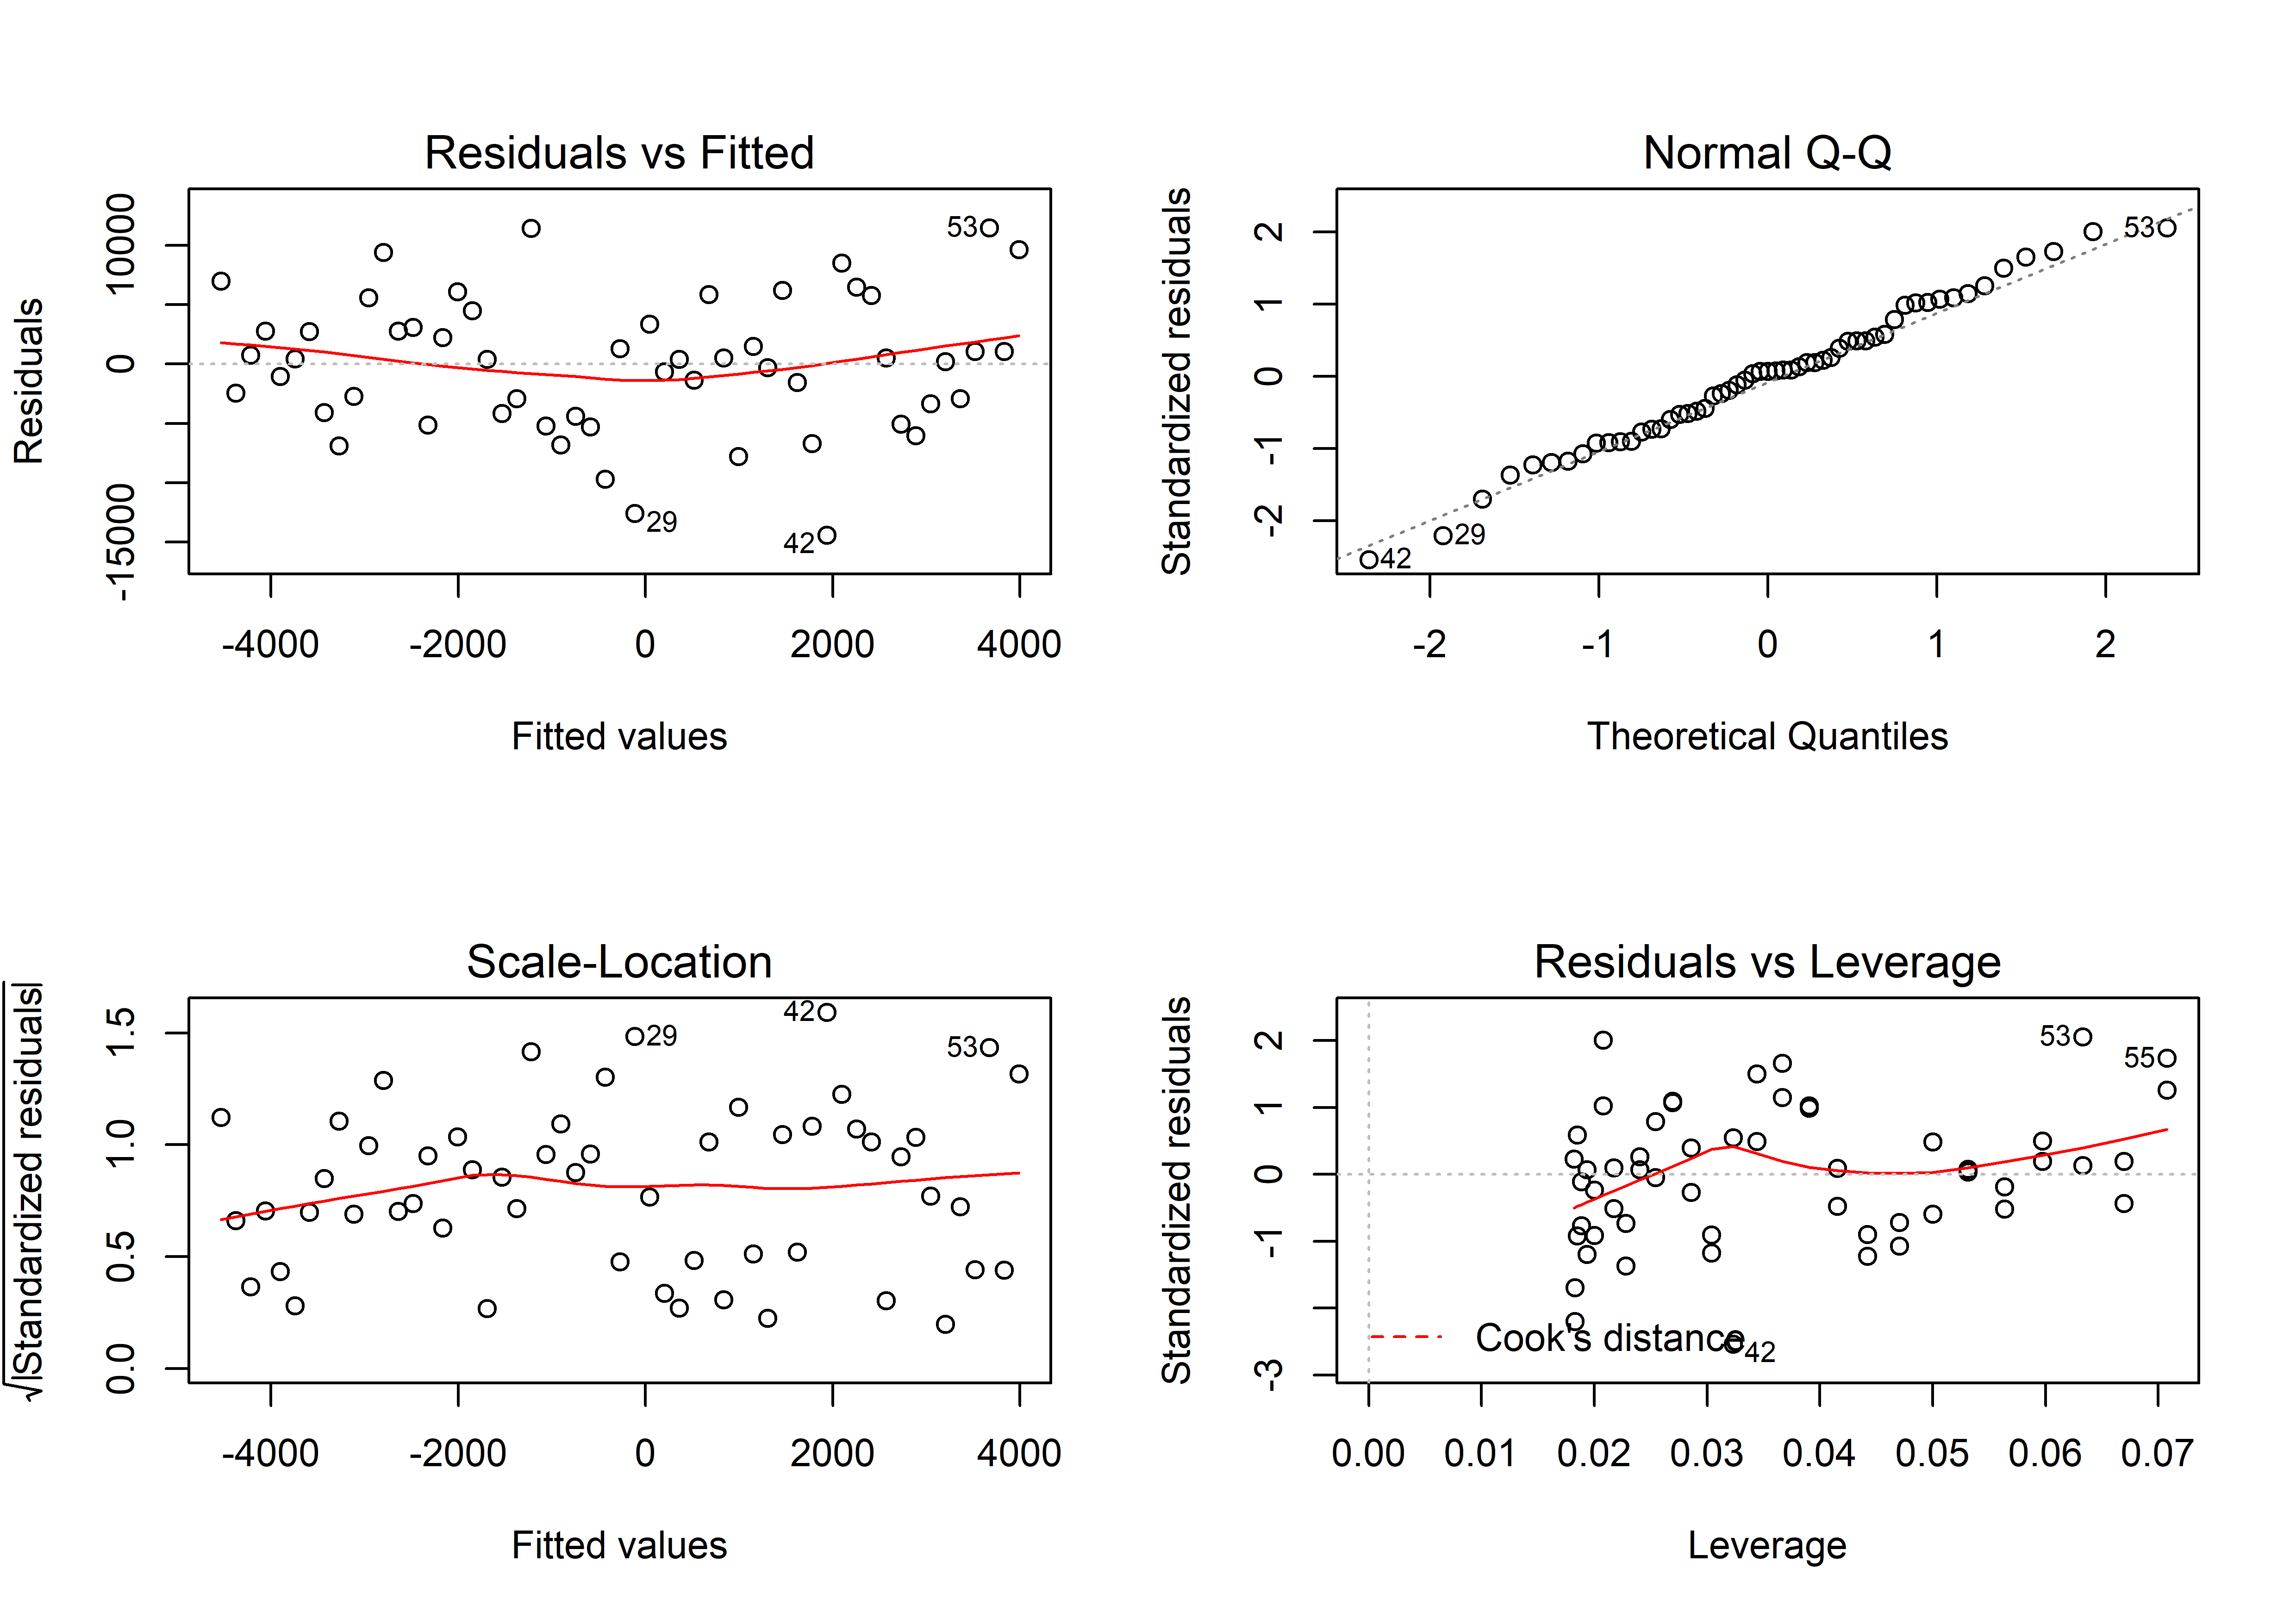 Residuals vs Fitted
Residuals
-15000 0 10000
53
29
42
-4000 -2000 0 2000 4000
Fitted values
Normal Q-Q
Standardized residuals
-2 -1 0 1 2
53
29
42
-2 -1 0 1 2
Theoretical Quantiles
Scale-Location
√|Standardized residuals|
0.0 0.5 1.0 1.5
42
29
53
-4000 -2000 0 2000 4000
Fitted values
Residuals vs Leverage
Standardized residuals
-3 -1 0 1 2
53
55
Cook's distance
42
0.00 0.01 0.02 0.03 0.04 0.05 0.06 0.07
Leverage